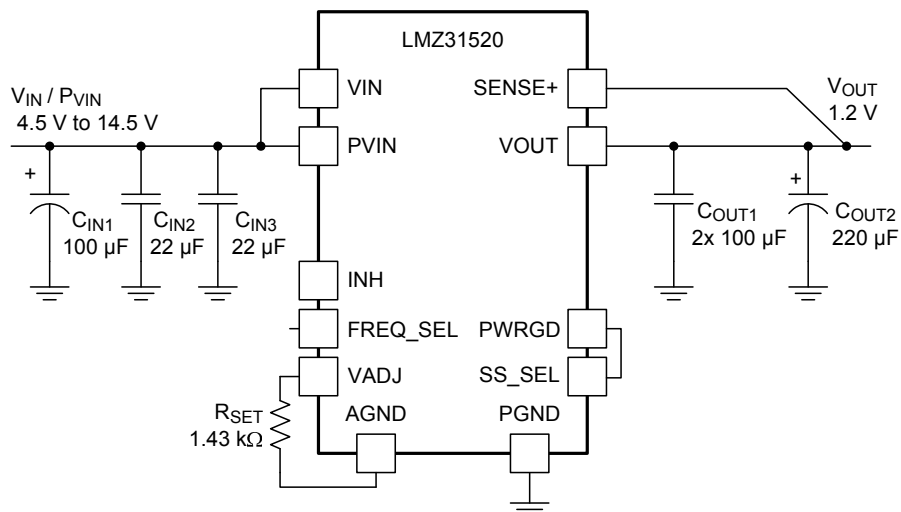 LMZ31520
VIN / PVIN
4.5 V to 14.5 V
VIN
SENSE+
VOUT
1.2 V
PVIN
VOUT
+
CIN1
100 µF
CIN2
22 µF
CIN3
22 µF
COUT1
2x 100 µF
+
COUT2
220 µF
INH
FREQ_SEL
PWRGD
VADJ
SS_SEL
RSET
1.43 kΩ
AGND
PGND